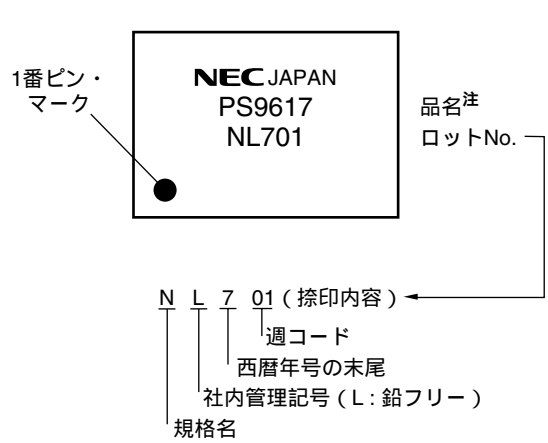 1番ピン・
マーク
NEC JAPAN
PS9617
NL701
品名注
ロットNo.
N L 7 01（捺印内容）
週コード
西暦年号の末尾
社内管理記号（L：鉛フリー）
規格名